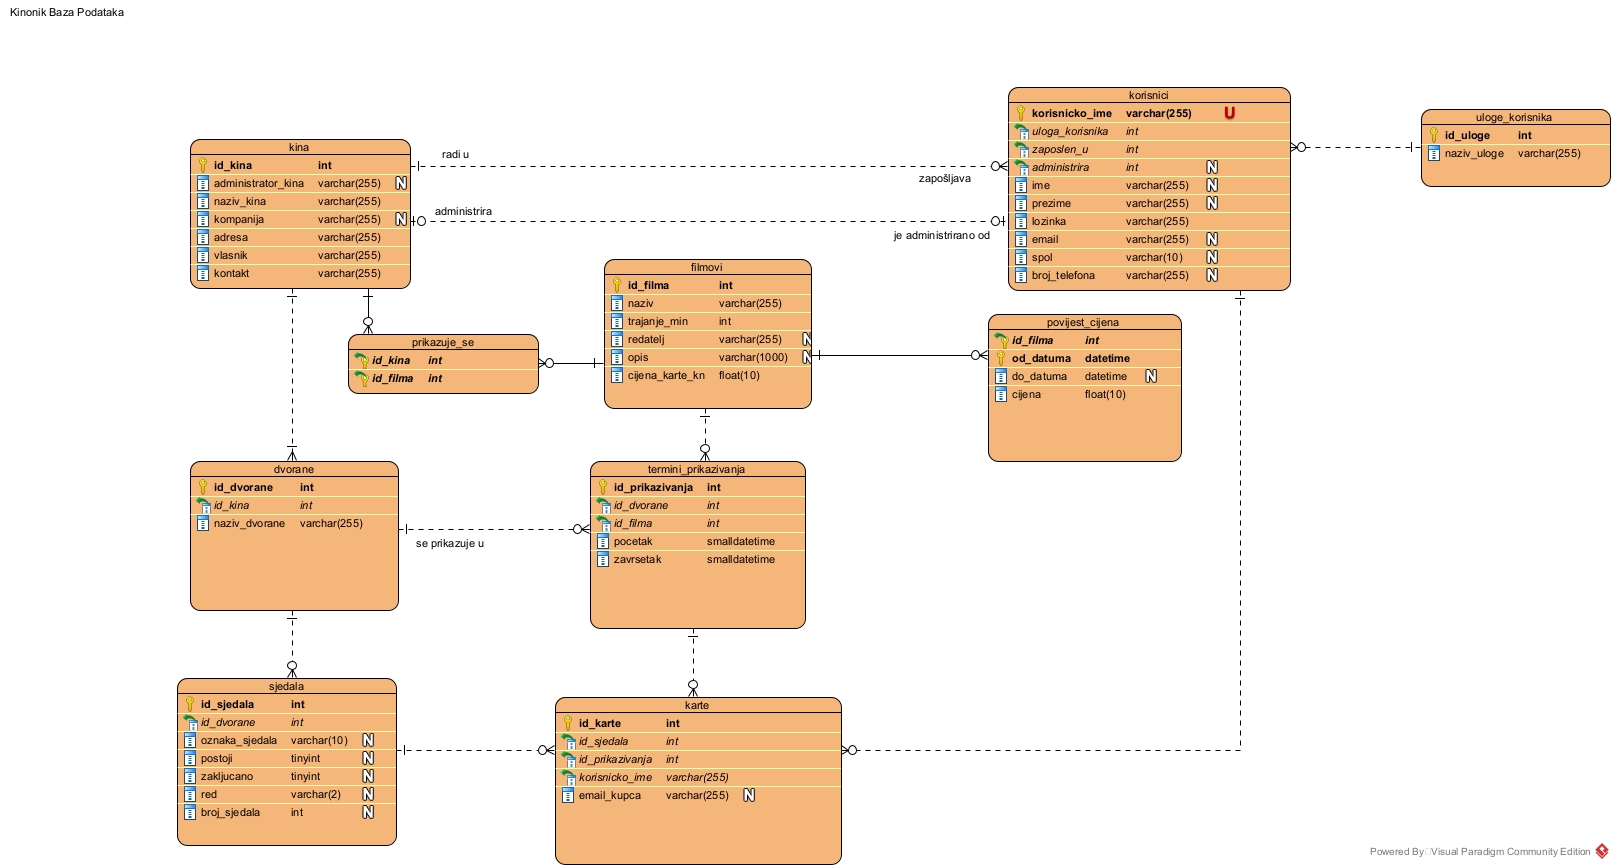 Kinonik Baza Podataka
korisnici
korisnicko_ime varchar(255) U
uloga_korisnika int
zaposlen_u int
administrira int N
ime varchar(255) N
prezime varchar(255) N
lozinka varchar(255)
email varchar(255) N
spol varchar(10) N
broj_telefona varchar(255) N
uloge_korisnika
id_uloge int
naziv_uloge varchar(255)
kina
id_kina int
administrator_kina varchar(255) N
naziv_kina varchar(255)
kompanija varchar(255) N
adresa varchar(255)
vlasnik varchar(255)
kontakt varchar(255)
radi u
zapošljava
administrira
je administrirano od
filmovi
id_filma int
naziv varchar(255)
trajanje_min int
redatelj varchar(255) N
opis varchar(1000) N
cijena_karte_kn float(10)
povijest_cijena
id_filma int
od_datuma datetime
do_datuma datetime N
cijena float(10)
prikazuje_se
id_kina int
id_filma int
dvorane
id_dvorane int
id_kina int
naziv_dvorane varchar(255)
se prikazuje u
termini_prikazivanja
id_prikazivanja int
id_dvorane int
id_filma int
pocetak smalldatetime
zavrsetak smalldatetime
sjedala
id_sjedala int
id_dvorane int
oznaka_sjedala varchar(10) N
postoji tinyint N
zakljucano tinyint N
red varchar(2) N
broj_sjedala int N
karte
id_karte int
id_sjedala int
id_prikazivanja int
korisnicko_ime varchar(255)
email_kupca varchar(255) N
Powered By Visual Paradigm Community Edition